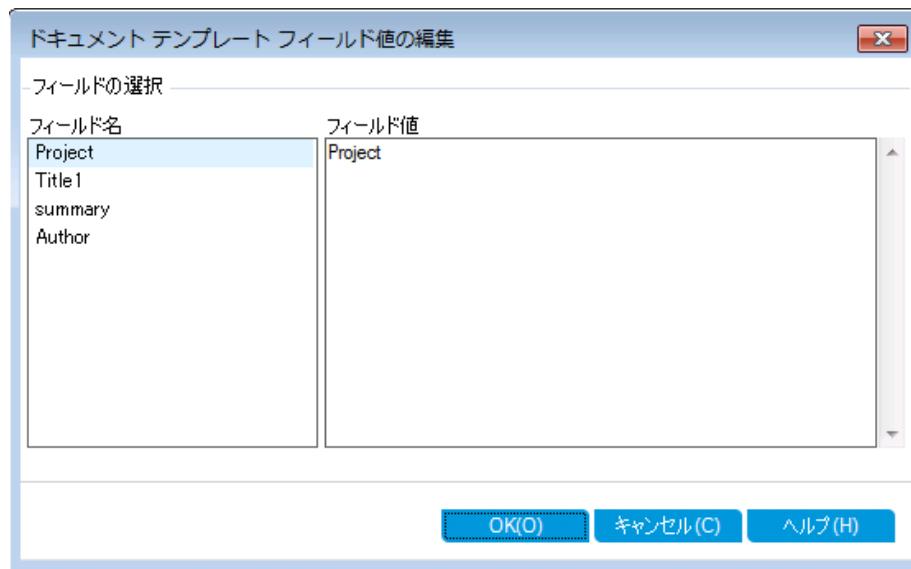 ドキュメント テンプレート フィールド値の編集
フィールドの選択
フィールド名
フィールド値
Project
Project
Title1
summary
Author
OK(O)
キャンセル(C)
ヘルプ(H)